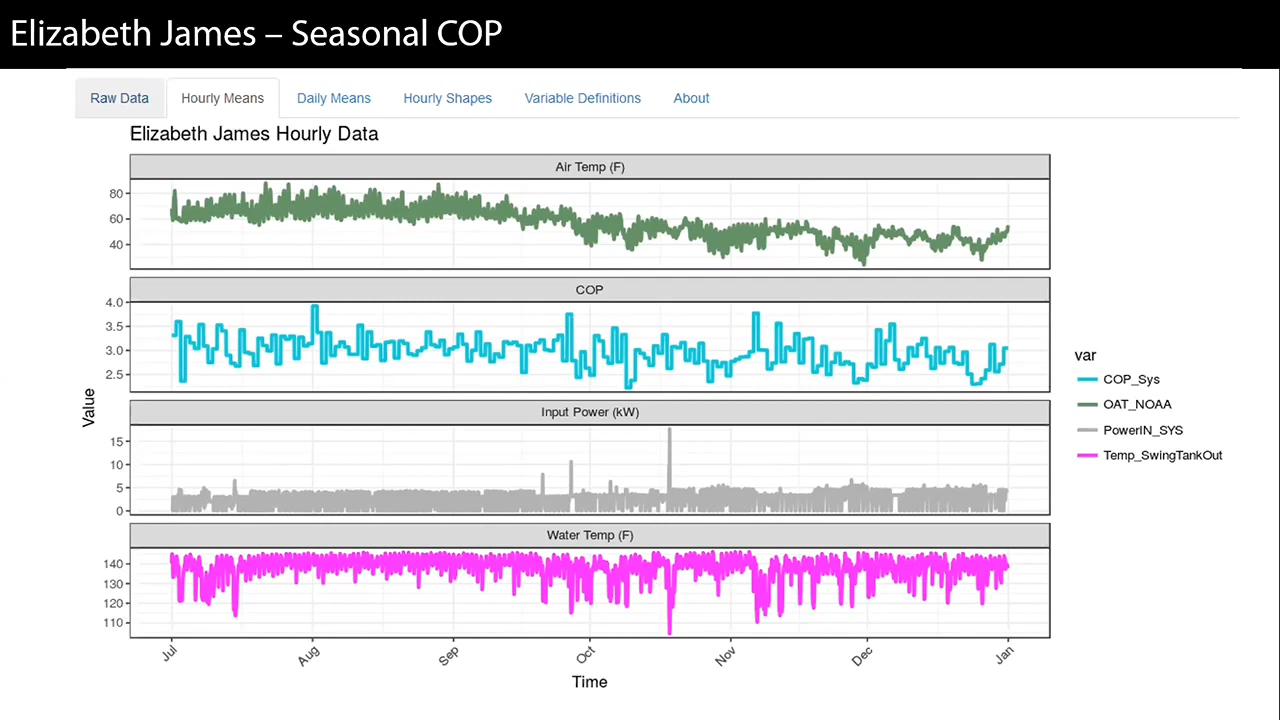 Elizabeth James – Seasonal COP
Raw Data Hourly Means Daily Means Hourly Shapes Variable Definitions About
Elizabeth James Hourly Data
Air Temp (F)
80
60
40
COP
4.0
3.5
3.0
2.5
Input Power (kW)
15
10
5
0
Water Temp (F)
140
130
120
110
Value
Jul Aug Sep Oct Nov Dec Jan
Time
var
COP_Sys
OAT_NOAA
PowerIN_SYS
Temp_SwingTankOut